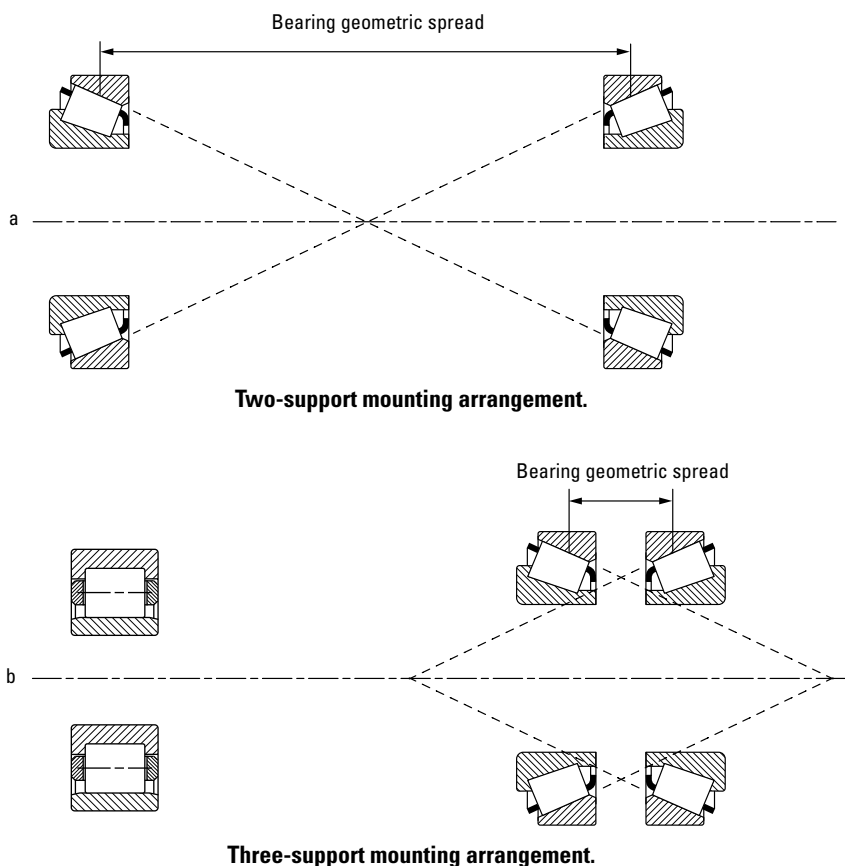 Bearing geometric spread
a
Two-support mounting arrangement.
Bearing geometric spread
b
Three-support mounting arrangement.